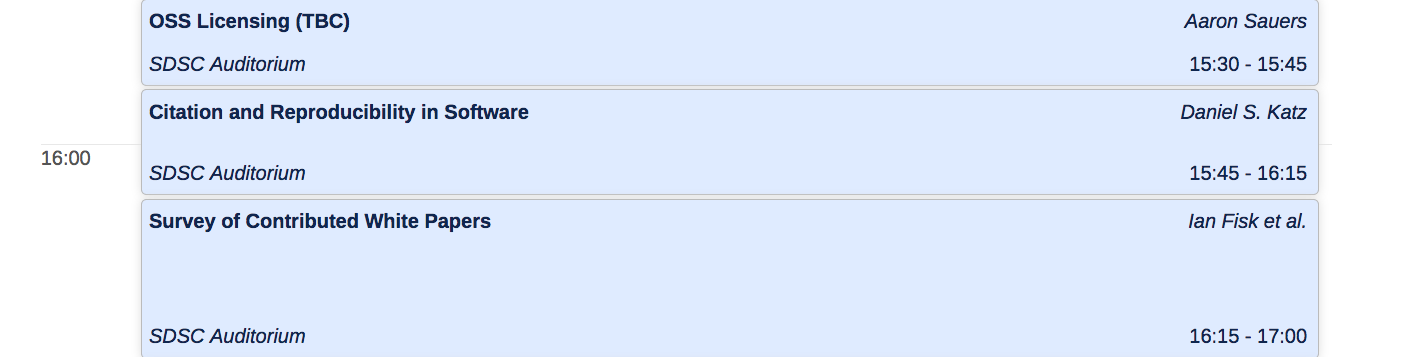 OSS Licensing (TBC) Aaron Sauers
SDSC Auditorium 15:30 - 15:45
Citation and Reproducibility in Software Daniel S. Katz
16:00
SDSC Auditorium 15:45 - 16:15
Survey of Contributed White Papers Ian Fisk et al.
SDSC Auditorium 16:15 - 17:00